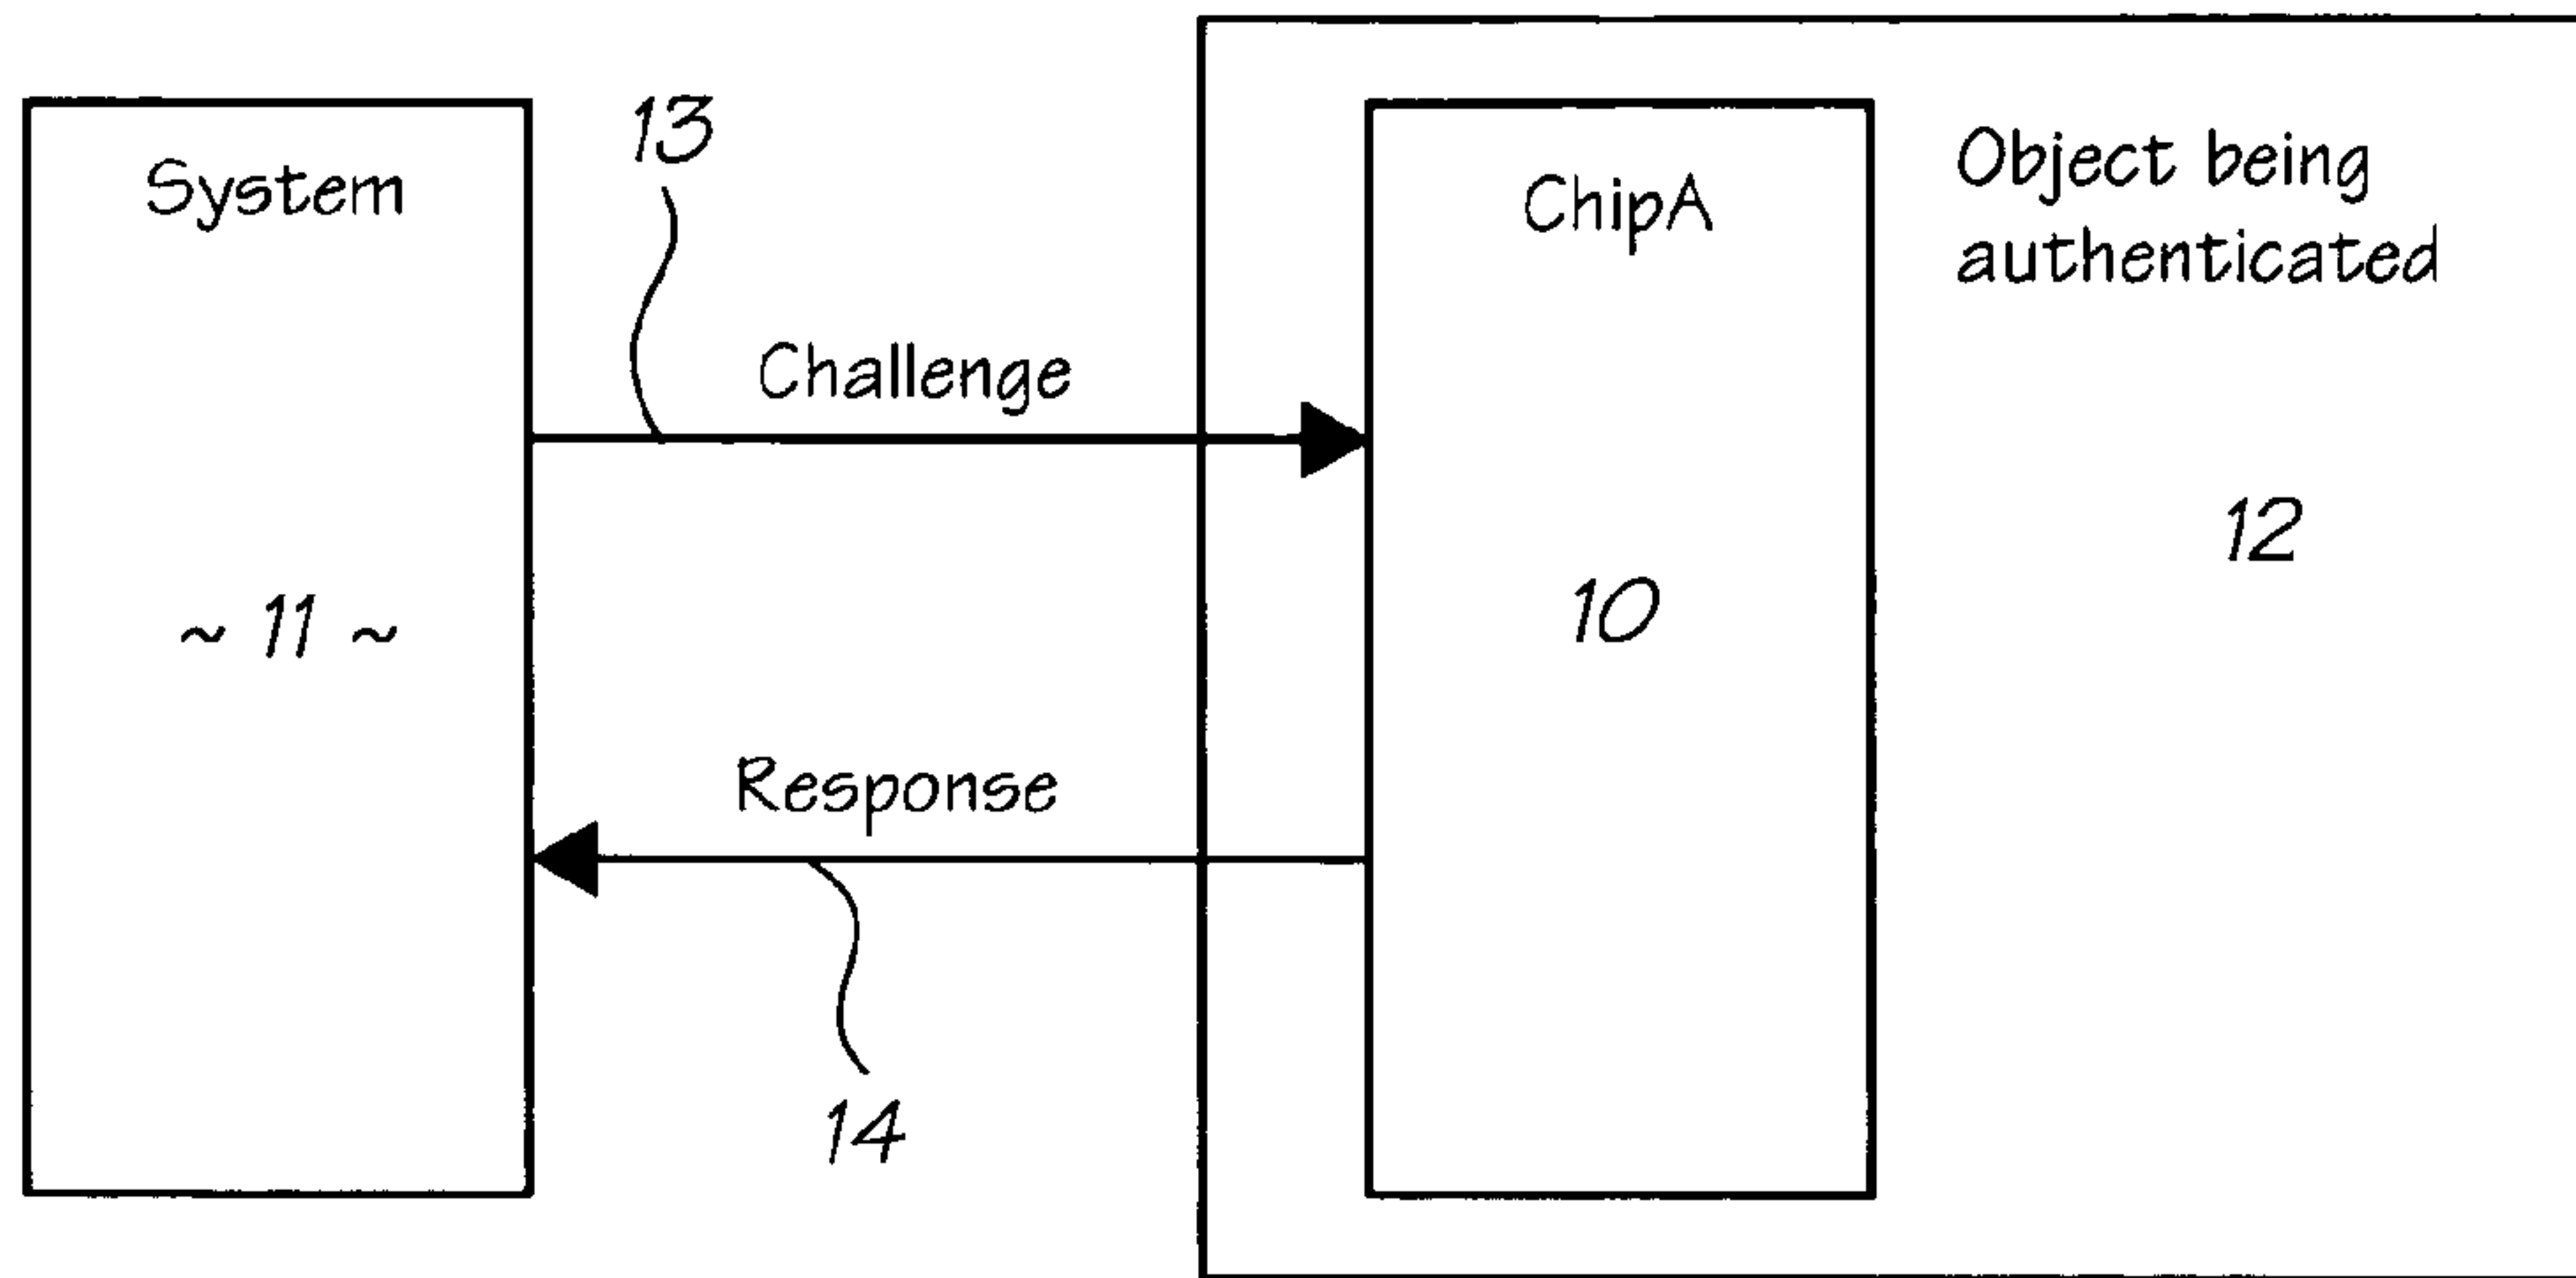 System
~ 11 ~
13
Challenge
Response
14
ChipA
10
Object being
authenticated
12